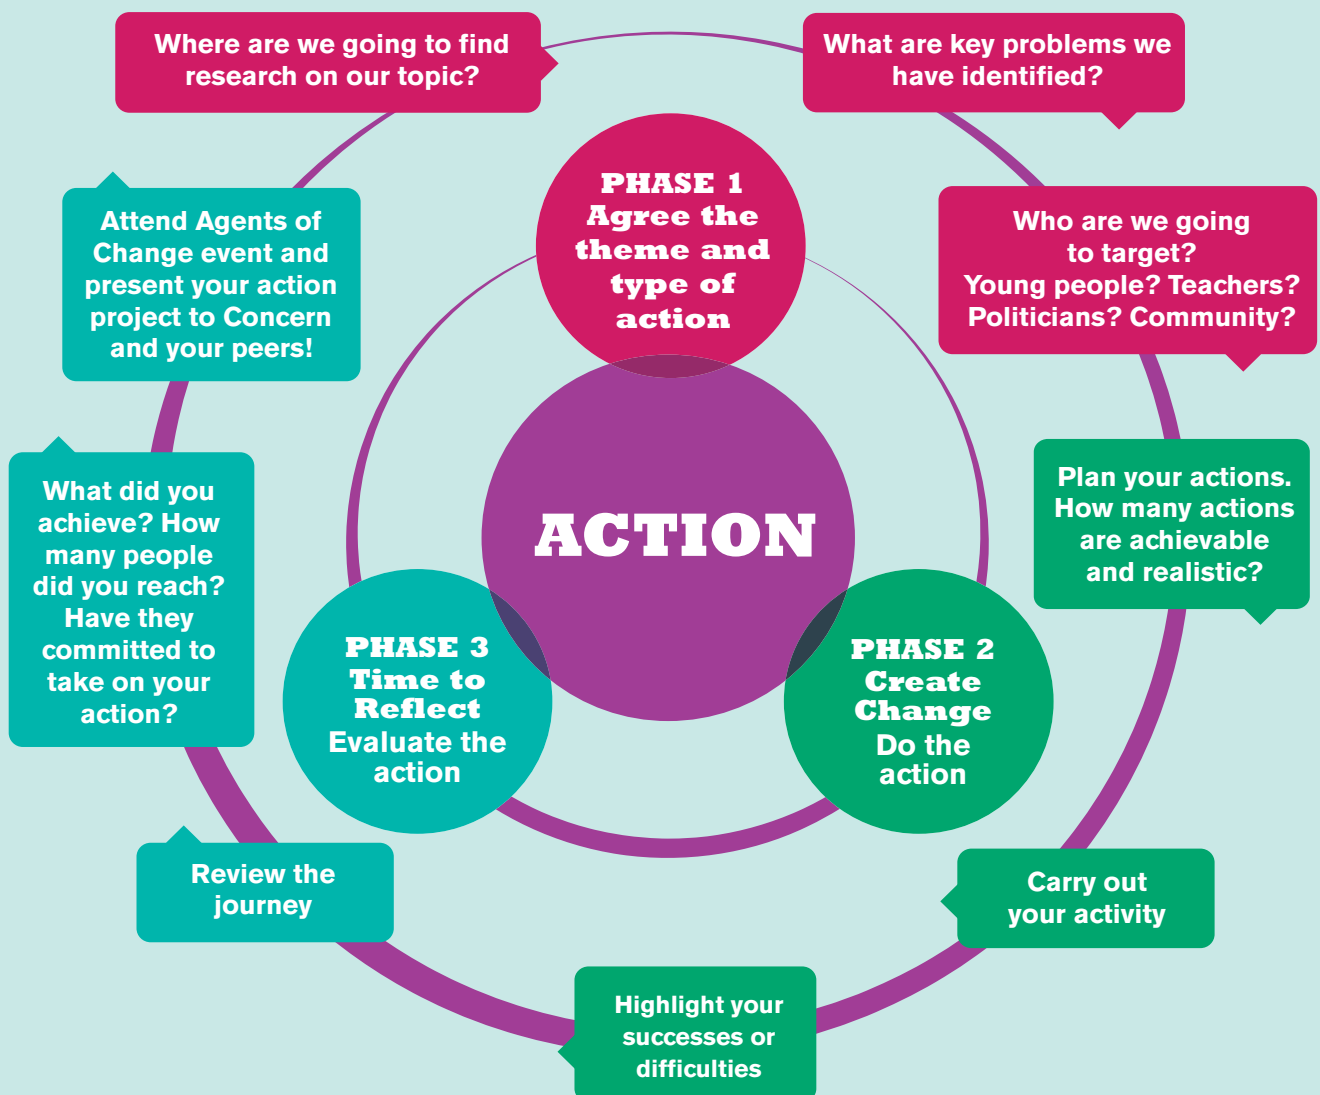 Where are we going to find
research on our topic?
What are key problems we
have identified?
Who are we going
to target?
Young people? Teachers?
Politicians? Community?
Plan your actions.
How many actions
are achievable
and realistic?
Carry out
your activity
Highlight your
successes or
difficulties
Review the
journey
What did you
achieve? How
many people
did you reach?
Have they
committed to
take on your
action?
Attend Agents of
Change event and
present your action
project to Concern
and your peers!
PHASE 1
Agree the
theme and
type of
action
ACTION
PHASE 2
Create
Change
Do the
action
PHASE 3
Time to
Reflect
Evaluate the
action